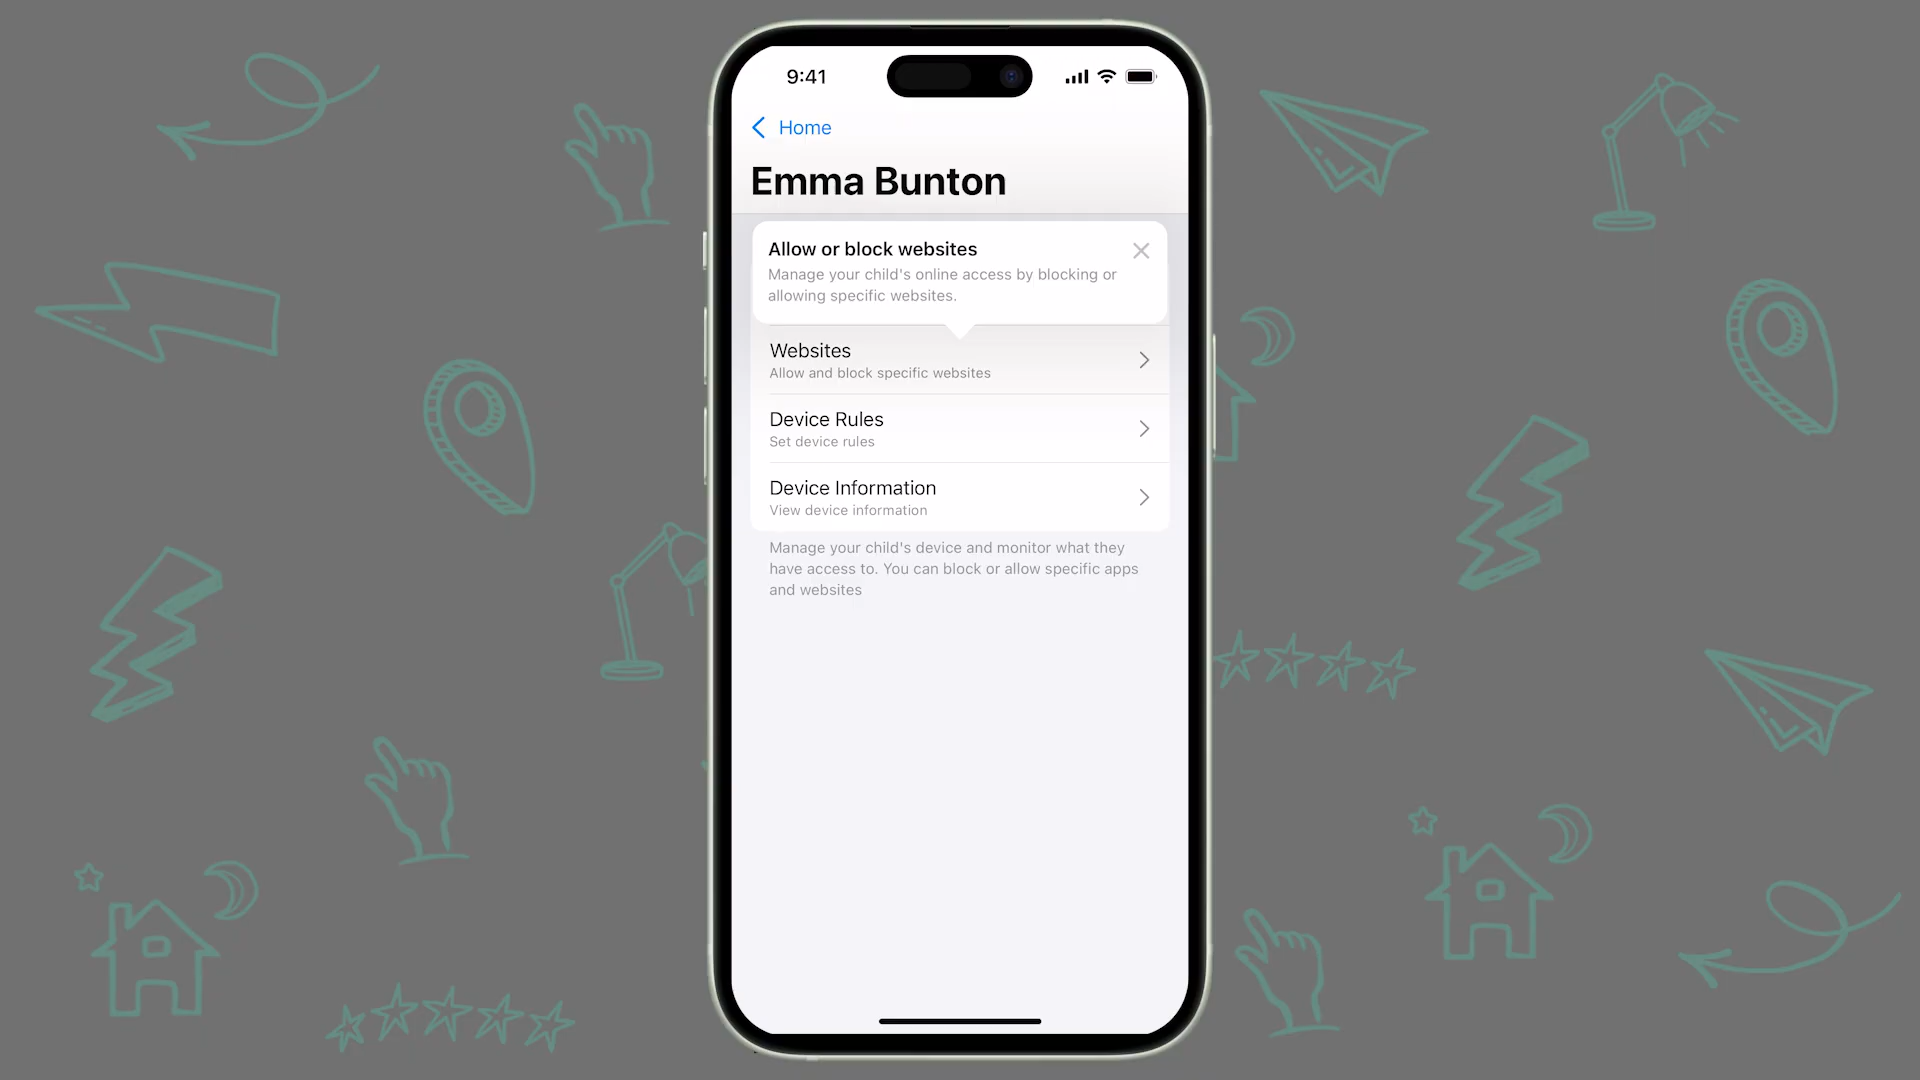 9:41
Home
Emma Bunton
Allow or block websites
Manage your child's online access by blocking or
allowing specific websites.
Websites
Allow and block specific websites
Device Rules
Set device rules
Device Information
View device information
Manage your child's device and monitor what they
have access to. You can block or allow specific apps
and websites